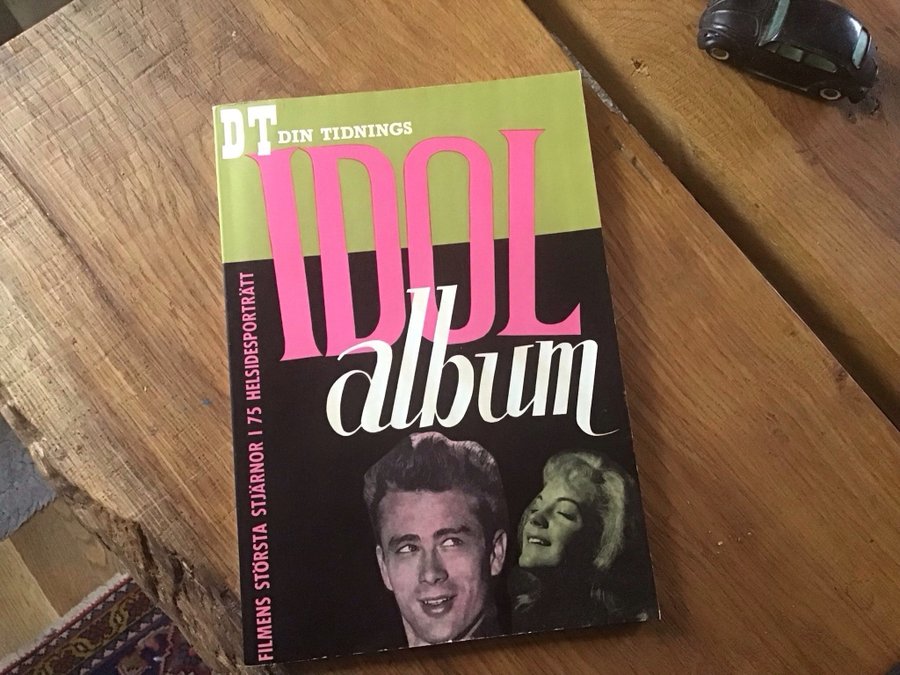 DT DIN TIDNINGS
IDOL
album
FILMENS STÖRSTA STJÄRNOR I 75 HELSIDESPORTRÄTT